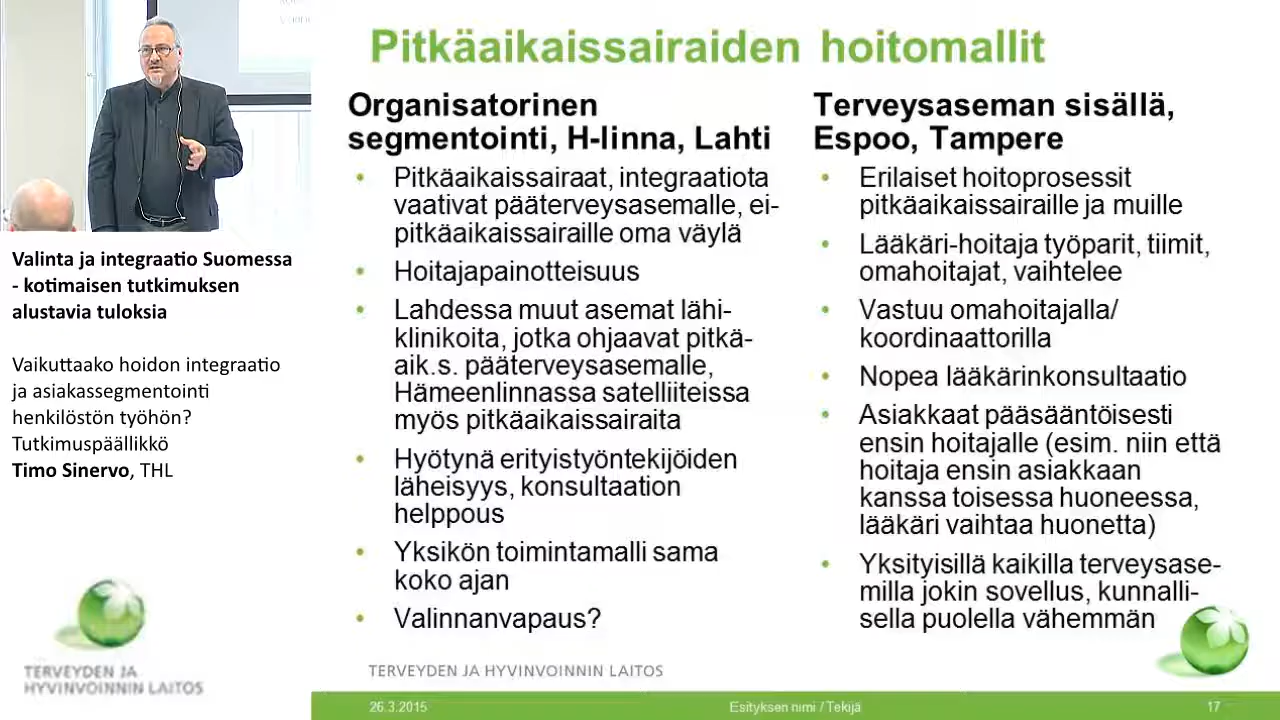 Pitkäaikaissairaiden hoitomallit
Organisatorinen
segmentointi, H-linna, Lahti
• Pitkäaikaissairaat, integraatiota
vaativat pääterveysasemalle, ei-
pitkäaikaissairaille oma väylä
• Hoitajapainotteisuus
• Lahdessa muut asemat lähi-
klinikoita, jotka ohjaavat pitkä-
aik.s. pääterveysasemalle,
Hämeenlinnassa satelliiteissa
myös pitkäaikaissairaita
• Hyötynä erityistyöntekijöiden
läheisyys, konsultaation
helppous
• Yksikön toimintamalli sama
koko ajan
• Valinnanvapaus?
Terveysaseman sisällä,
Espoo, Tampere
• Erilaiset hoitoprosessit
pitkäaikaissairaille ja muille
• Lääkäri-hoitaja työparit, tiimit,
omahoitajat, vaihtelee
• Vastuu omahoitajalla/
koordinaattorilla
• Nopea lääkärinkonsultaatio
• Asiakkaat pääsääntöisesti
ensin hoitajalle (esim. niin että
hoitaja ensin asiakkaan
kanssa toisessa huoneessa,
lääkäri vaihtaa huonetta)
• Yksityisillä kaikilla terveysase-
milla jokin sovellus, kunnalli-
sella puolella vähemmän
Valinta ja integraatio Suomessa
- kotimaisen tutkimuksen
alustavia tuloksia
Vaikuttaako hoidon integraatio
ja asiakassegmentointi
henkilöstön työhön?
Tutkimuspäällikkö
Timo Sinervo, THL
TERVEYDEN JA
HYVINVOINNIN LAITOS
TERVEYDEN JA HYVINVOINNIN LAITOS
26.3.2015
Esityksen nimi / Tekijä
17